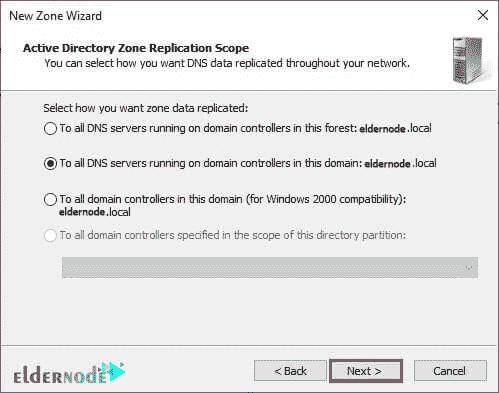 New Zone Wizard
Active Directory Zone Replication Scope
You can select how you want DNS data replicated throughout your network.
Select how you want zone data replicated:
To all DNS servers running on domain controllers in this forest: eldernode.local
To all DNS servers running on domain controllers in this domain: eldernode.local
To all domain controllers in this domain (for Windows 2000 compatibility):
eldernode.local
To all domain controllers specified in the scope of this directory partition:
ELDERNODE
< Back Next > Cancel